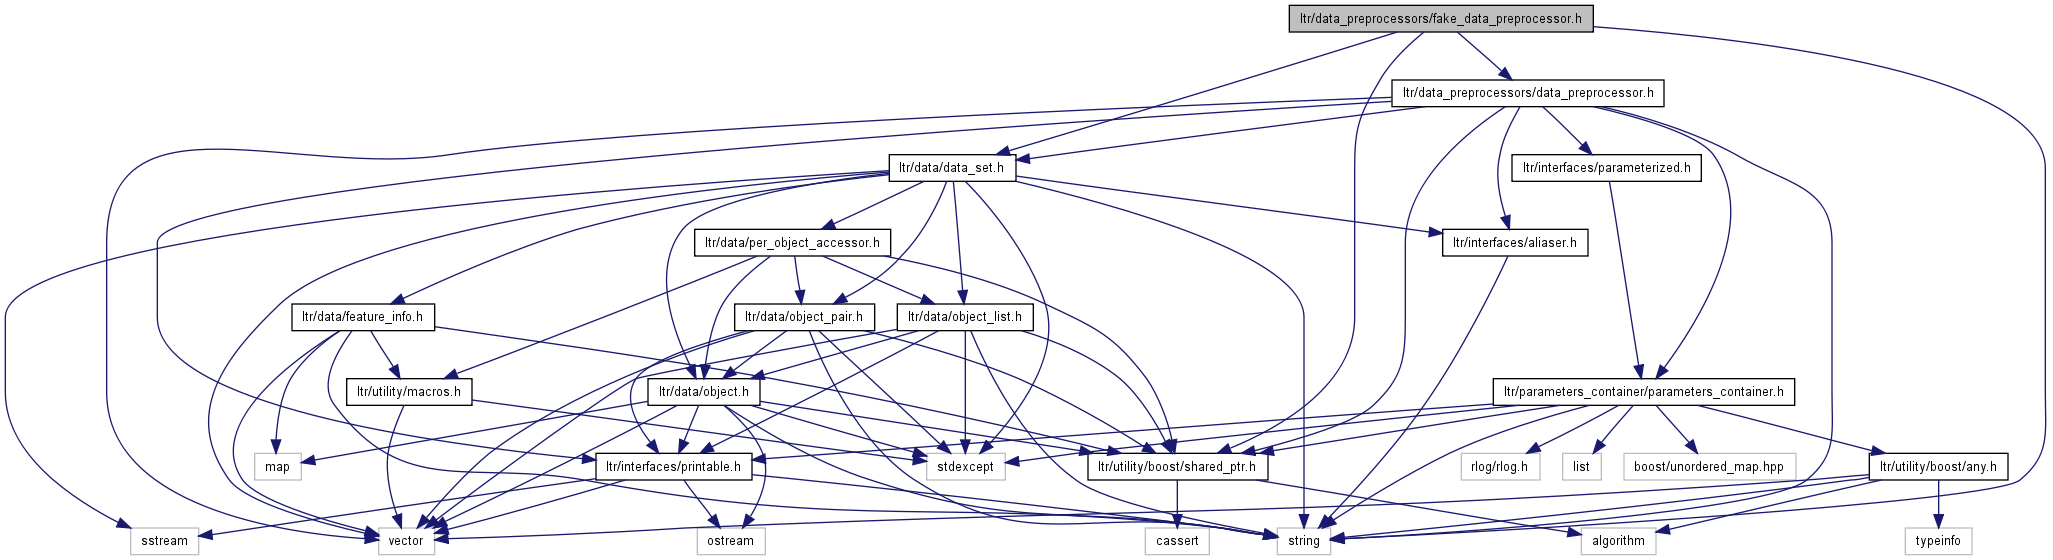 ltr/data_preprocessors/fake_data_preprocessor.h
ltr/data_preprocessors/data_preprocessor.h
ltr/data/data_set.h
ltr/interfaces/parameterized.h
ltr/data/per_object_accessor.h
ltr/interfaces/aliaser.h
ltr/data/feature_info.h
ltr/data/object_pair.h
ltr/data/object_list.h
ltr/utility/macros.h
ltr/data/object.h
ltr/parameters_container/parameters_container.h
map
ltr/interfaces/printable.h
stdexcept
ltr/utility/boost/shared_ptr.h
rlog/rlog.h
list
boost/unordered_map.hpp
ltr/utility/boost/any.h
sstream
vector
ostream
cassert
string
algorithm
typeinfo